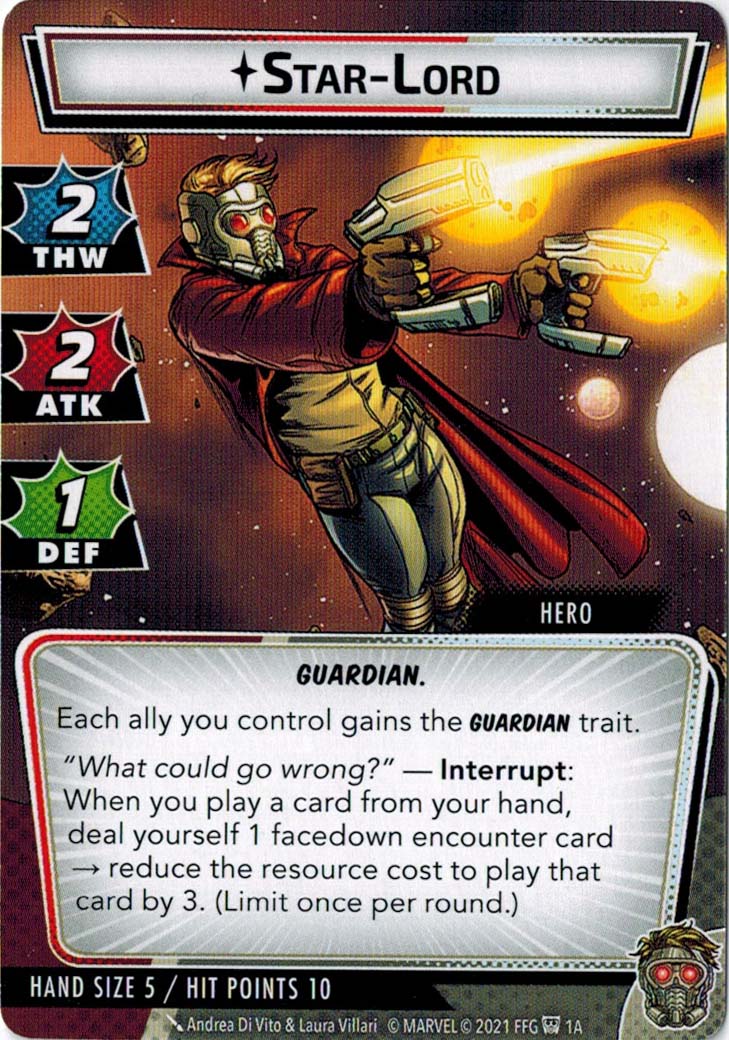 STAR-LORD
2
THW
2
ATK
1
DEF
HERO
GUARDIAN.
Each ally you control gains the GUARDIAN trait.
“What could go wrong?” — Interrupt:
When you play a card from your hand,
deal yourself 1 facedown encounter card
→ reduce the resource cost to play that
card by 3. (Limit once per round.)
HAND SIZE 5 / HIT POINTS 10
Andrea Di Vito & Laura Villari © MARVEL © 2021 FFG 1A